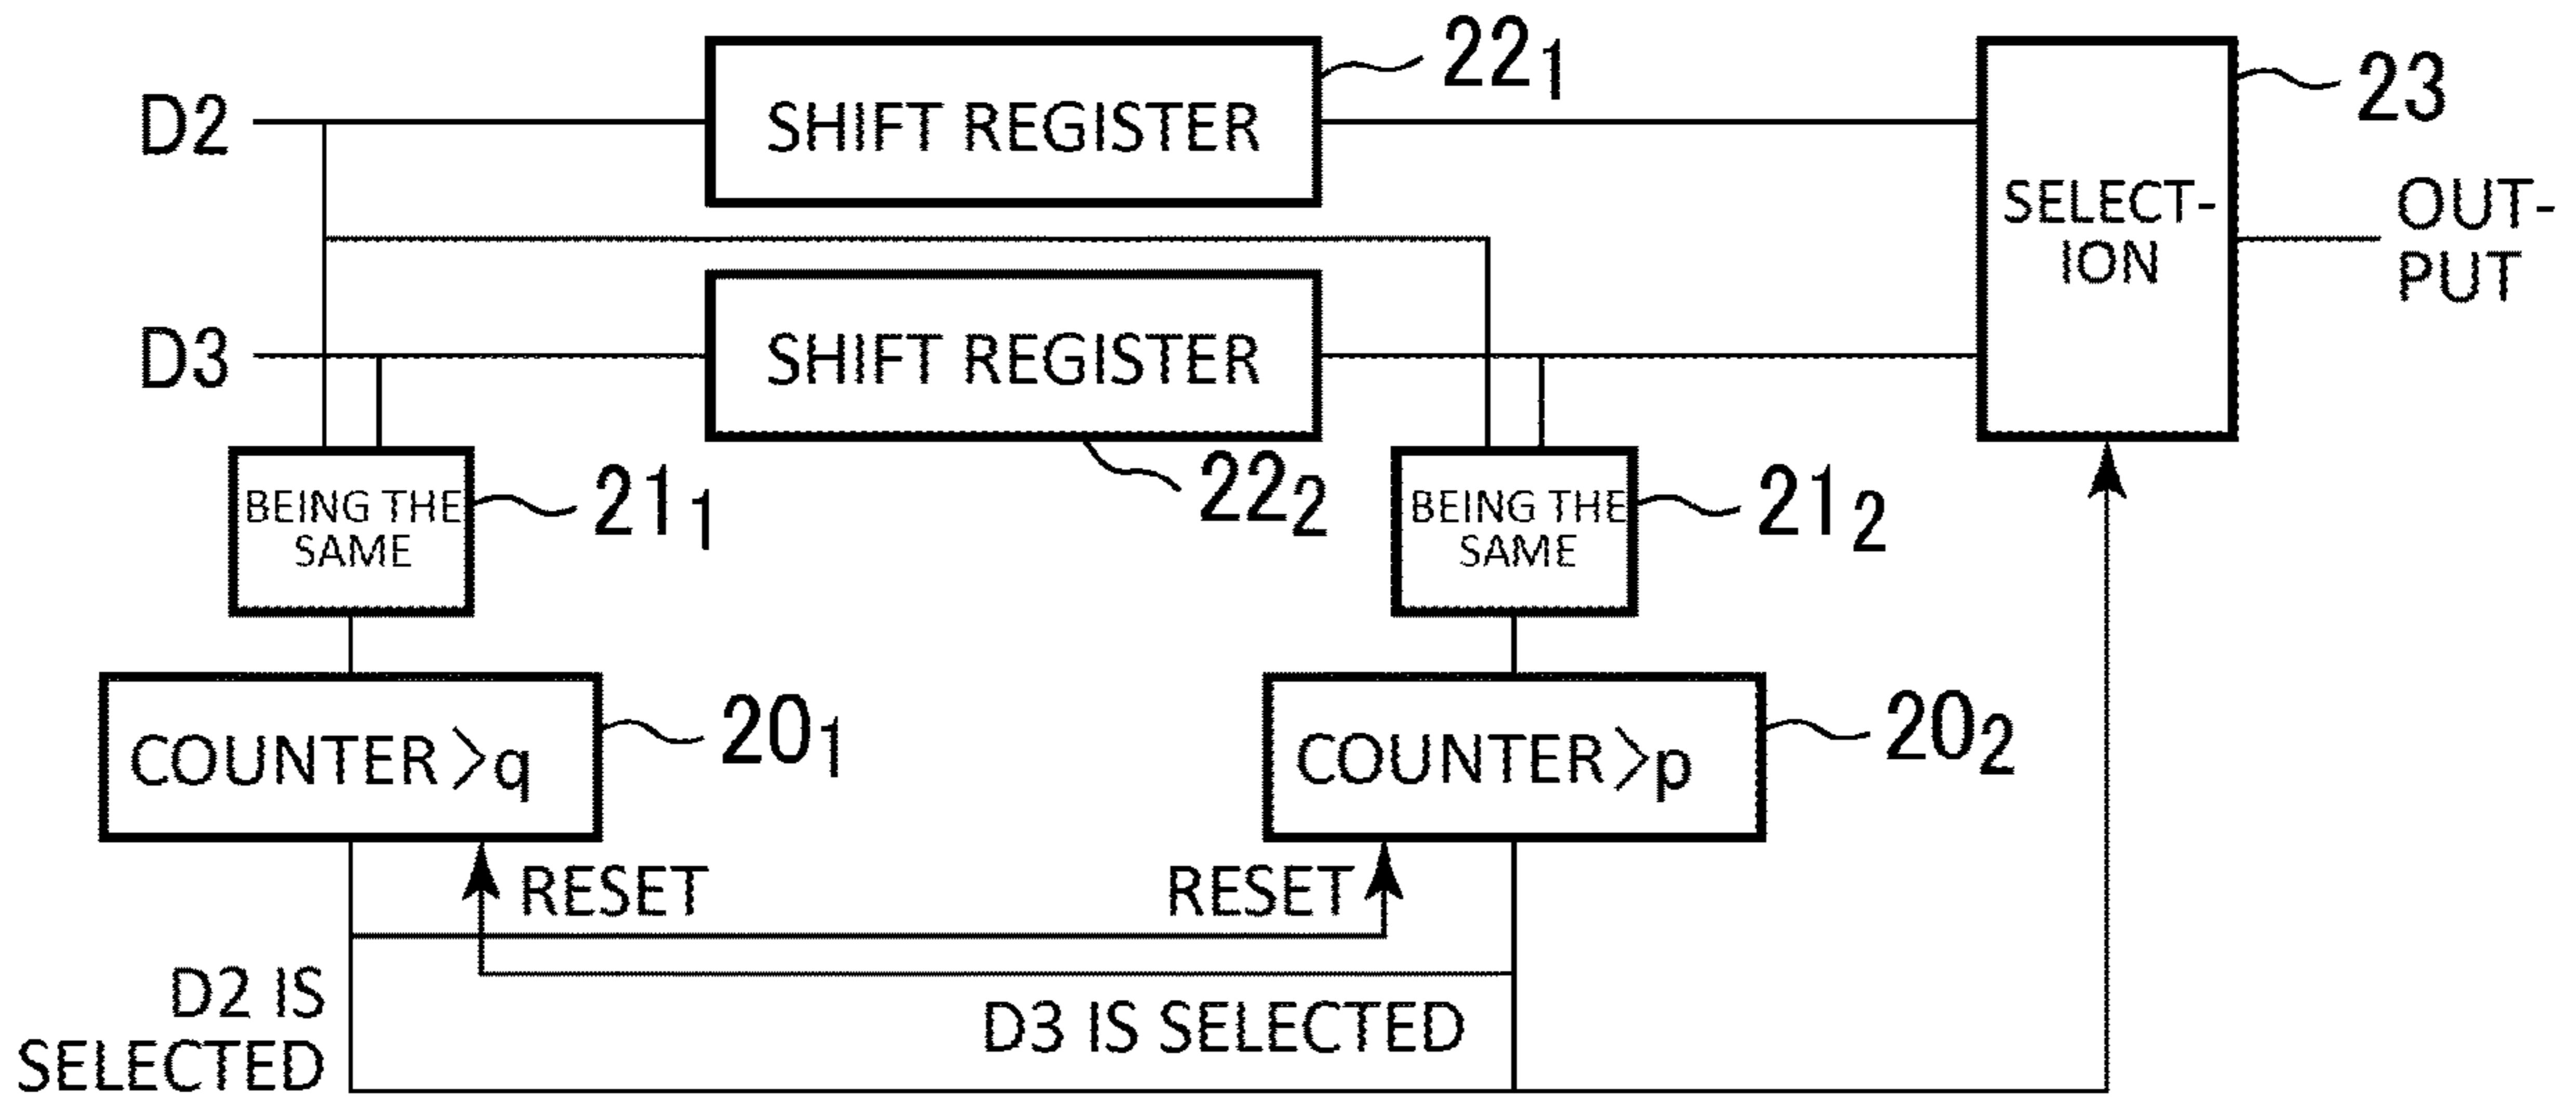 22₁
D2
SHIFT REGISTER
23
SELECT-
ION
OUT-
PUT
D3
SHIFT REGISTER
22₂
BEING THE
SAME
21₁
BEING THE
SAME
21₂
COUNTER>q
20₁
COUNTER>p
20₂
RESET
RESET
D2 IS
SELECTED
D3 IS SELECTED